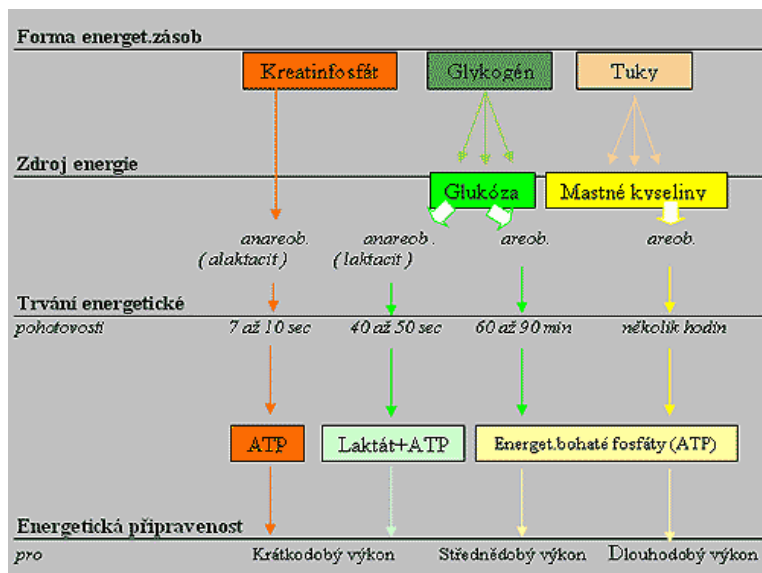 Forma energet.zásob
Kreatinfosfát Glykogén Tuky
Zdroj energie
Glukóza Mastné kyseliny
anareob. anareob. areob. areob.
(alaktacit) (laktacit)
Trvání energetické
pohotovosti 7 až 10 sec 40 až 50 sec 60 až 90 min několik hodin
ATP Laktát+ATP Energet.bohaté fosfáty (ATP)
Energetická připravenost
pro Krátkodobý výkon Střednědobý výkon Dlouhodobý výkon